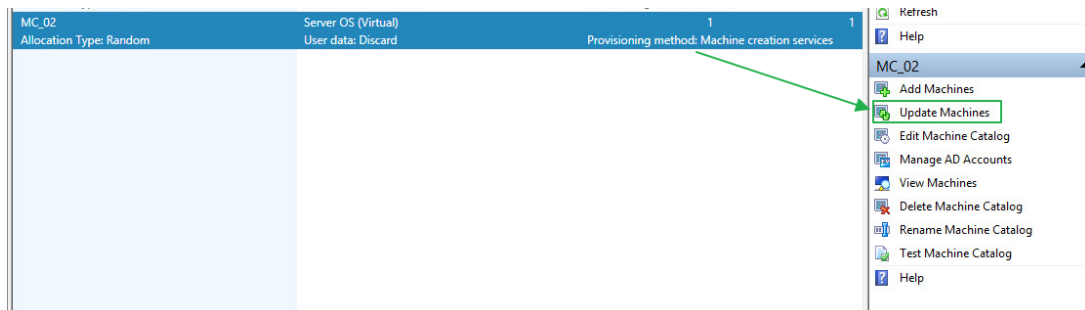 MC_02 Server OS (Virtual) 1 1
Allocation Type: Random User data: Discard Provisioning method: Machine creation services
Refresh
Help
MC_02
Add Machines
Update Machines
Edit Machine Catalog
Manage AD Accounts
View Machines
Delete Machine Catalog
Rename Machine Catalog
Test Machine Catalog
Help